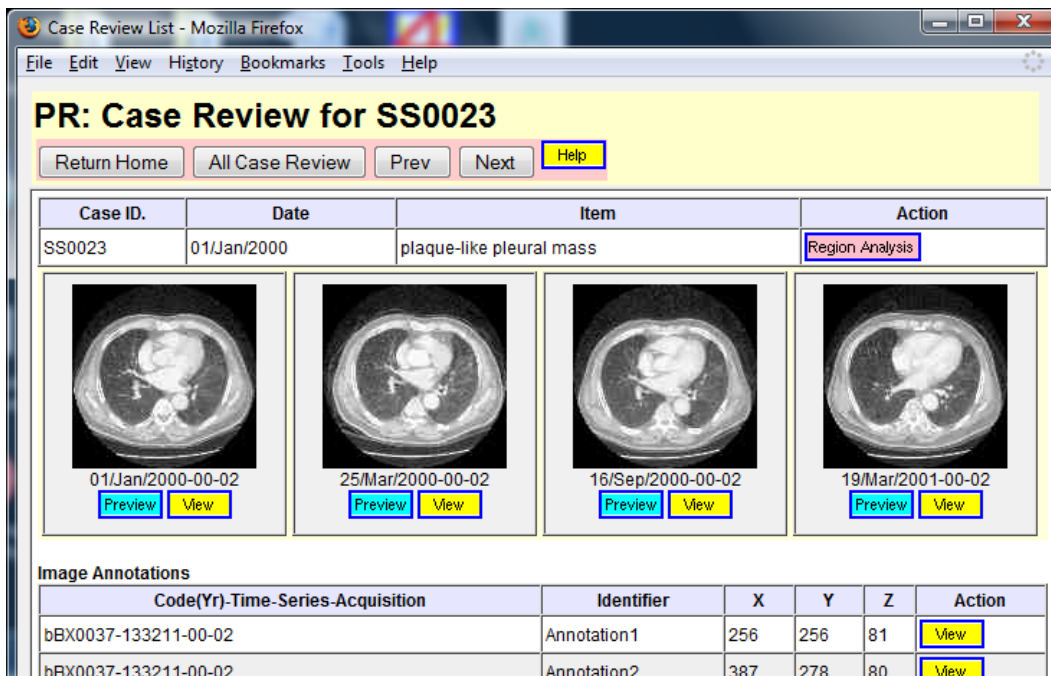 Case Review List - Mozilla Firefox
File Edit View History Bookmarks Tools Help
PR: Case Review for SS0023
Return Home All Case Review Prev Next Help
Case ID. Date Item Action
SS0023 01/Jan/2000 plaque-like pleural mass Region Analysis
01/Jan/2000-00-02 25/Mar/2000-00-02 16/Sep/2000-00-02 19/Mar/2001-00-02
Preview View Preview View Preview View Preview View
Image Annotations
Code(Yr)-Time-Series-Acquisition Identifier X Y Z Action
bBX0037-133211-00-02 Annotation1 256 256 81 View
bBX0037-133211-00-02 Annotation2 387 278 80 View